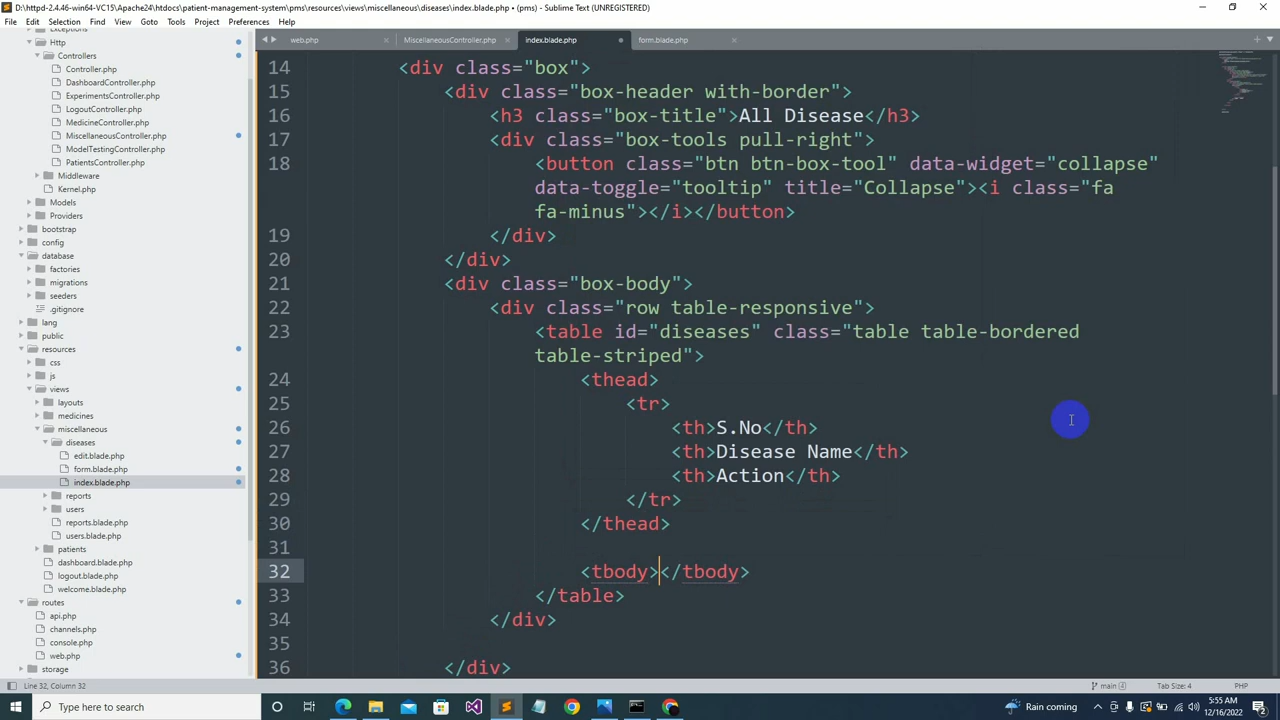 D:\httpd-2.4.46-win64-VC15\Apache24\htdocs\patient-management-system\pms\resources\views\miscellaneous\diseases\index.blade.php • (pms) - Sublime Text (UNREGISTERED)
File Edit Selection Find View Goto Tools Project Preferences Help
web.php MiscellaneousController.php index.blade.php form.blade.php
Exceptions
Http
Controllers
Controller.php
DashboardController.php
ExperimentsController.php
LogoutController.php
MedicineController.php
MiscellaneousController.php
ModelTestingController.php
PatientsController.php
Middleware
Kernel.php
Models
Providers
bootstrap
config
database
factories
migrations
seeders
.gitignore
lang
public
resources
css
js
views
layouts
medicines
miscellaneous
diseases
edit.blade.php
form.blade.php
index.blade.php
reports
users
reports.blade.php
users.blade.php
patients
dashboard.blade.php
logout.blade.php
welcome.blade.php
routes
api.php
channels.php
console.php
web.php
storage
14 <div class="box">
15 <div class="box-header with-border">
16 <h3 class="box-title">All Disease</h3>
17 <div class="box-tools pull-right">
18 <button class="btn btn-box-tool" data-widget="collapse"
data-toggle="tooltip" title="Collapse"><i class="fa
fa-minus"></i></button>
19 </div>
20 </div>
21 <div class="box-body">
22 <div class="row table-responsive">
23 <table id="diseases" class="table table-bordered
table-striped">
24 <thead>
25 <tr>
26 <th>S.No</th>
27 <th>Disease Name</th>
28 <th>Action</th>
29 </tr>
30 </thead>
31
32 <tbody></tbody>
33 </table>
34 </div>
35
36 </div>
Line 32, Column 32 main 4 Tab Size: 4 PHP
Type here to search Rain coming 5:55 AM
12/16/2022 2